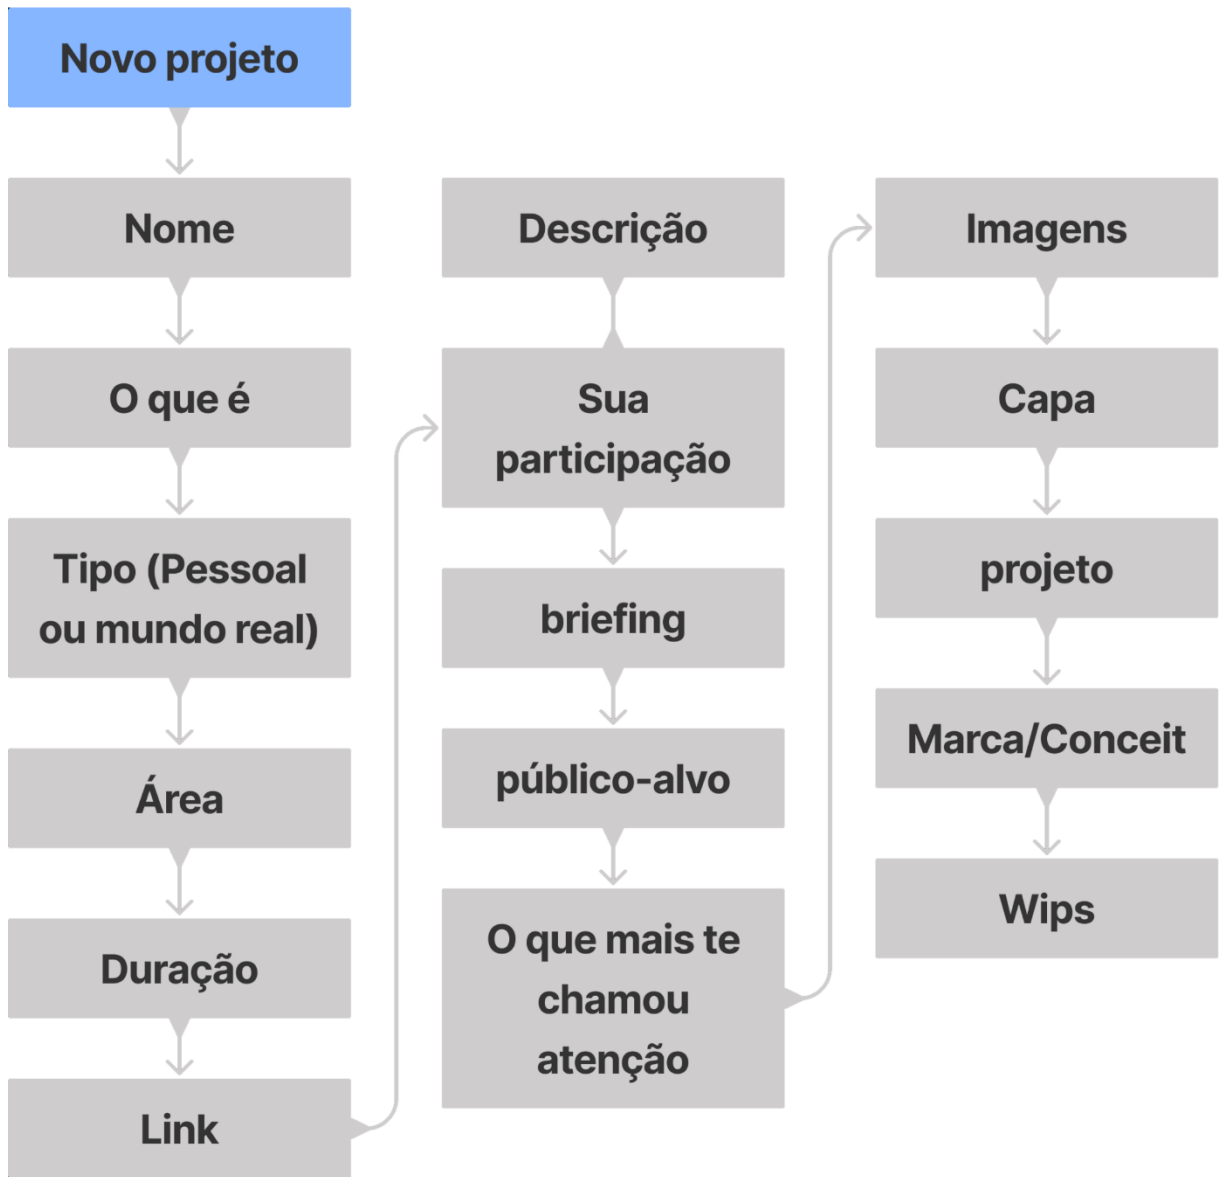 Novo projeto
Nome
O que é
Tipo (Pessoal
ou mundo real)
Área
Duração
Link
Descrição
Sua
participação
briefing
público-alvo
O que mais te
chamou
atenção
Imagens
Capa
projeto
Marca/Conceit
Wips